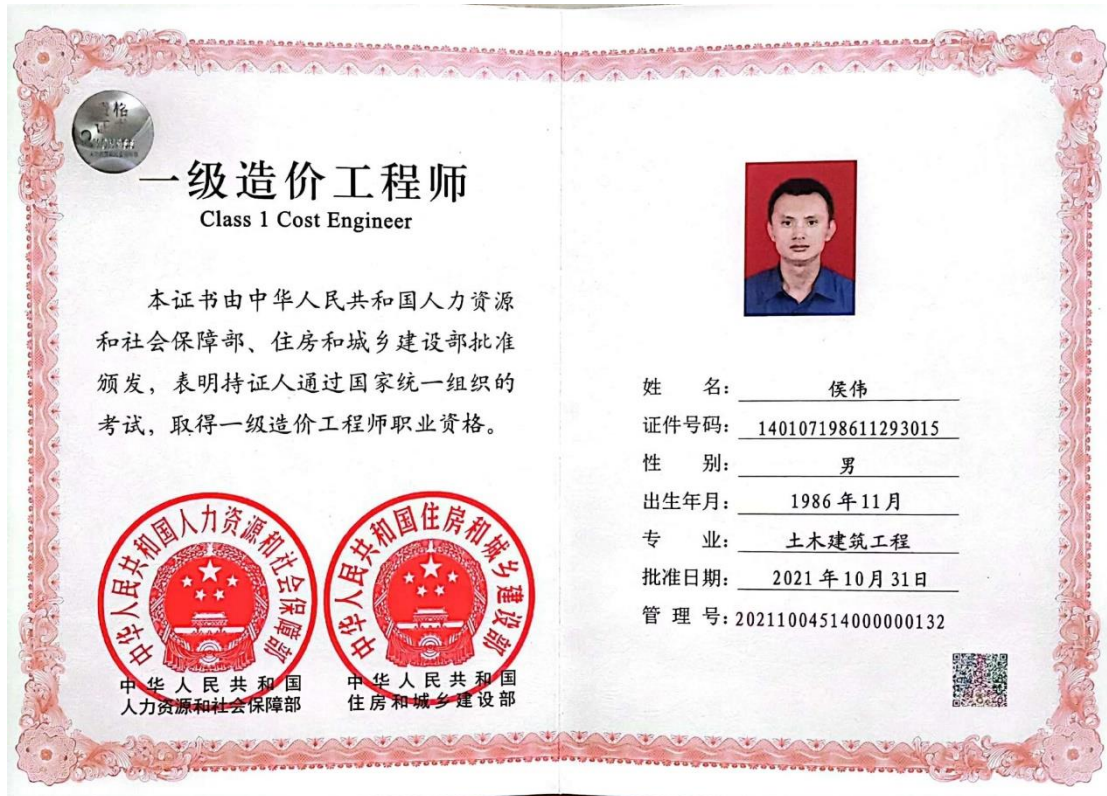 一级造价工程师
Class 1 Cost Engineer
本证书由中华人民共和国人力资源
和社会保障部、住房和城乡建设部批准
颁发，表明持证人通过国家统一组织的
考试，取得一级造价工程师职业资格。
中华人民共和国人力资源和社会保障部
中华人民共和国住房和城乡建设部
中华人民共和国
人力资源和社会保障部
中华人民共和国
住房和城乡建设部
姓 名： 侯伟
证件号码： 140107198611293015
性 别： 男
出生年月： 1986年11月
专 业： 土木建筑工程
批准日期： 2021年10月31日
管 理 号：20211004514000000132